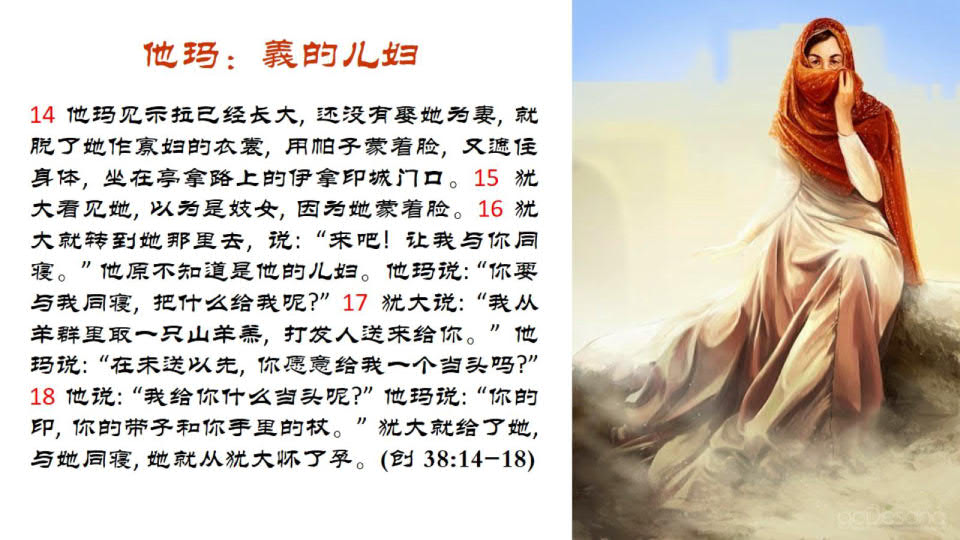 他玛：義的儿妇
14 他玛见示拉已经长大, 还没有娶她为妻, 就
脱了她作寡妇的衣裳, 用帕子蒙着脸, 又遮住
身体, 坐在亭拿路上的伊拿印城门口。15 犹
大看见她, 以为是妓女, 因为她蒙着脸。16 犹
大就转到她那里去, 说: “来吧! 让我与你同
寝。” 他原不知道是他的儿妇。他玛说: “你要
与我同寝, 把什么给我呢?” 17 犹大说: “我从
羊群里取一只山羊羔, 打发人送来给你。” 他
玛说: “在未送以先, 你愿意给我一个当头吗?”
18 他说: “我给你什么当头呢?” 他玛说: “你的
印, 你的带子和你手里的杖。” 犹大就给了她,
与她同寝, 她就从犹大怀了孕。(创 38:14-18)